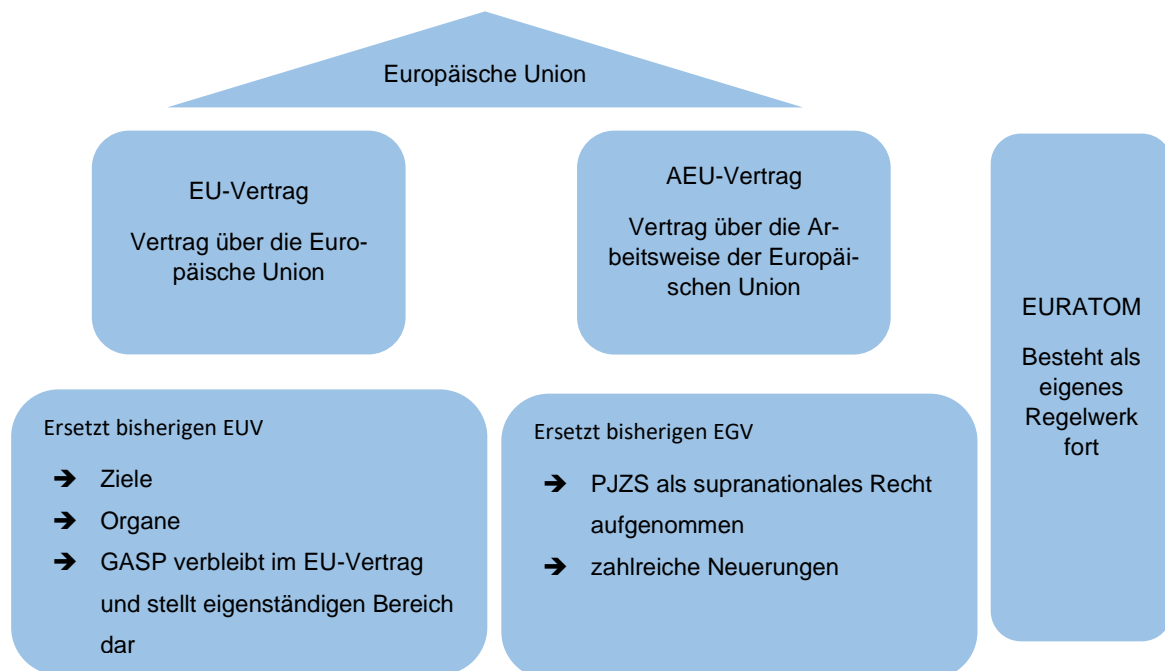 Europäische Union
EU-Vertrag
Vertrag über die Euro-
päische Union
AEU-Vertrag
Vertrag über die Ar-
beitsweise der Europäi-
schen Union
EURATOM
Besteht als
eigenes
Regelwerk
fort
Ersetzt bisherigen EUV
➔ Ziele
➔ Organe
➔ GASP verbleibt im EU-Vertrag
und stellt eigenständigen Bereich
dar
Ersetzt bisherigen EGV
➔ PJZS als supranationales Recht
aufgenommen
➔ zahlreiche Neuerungen